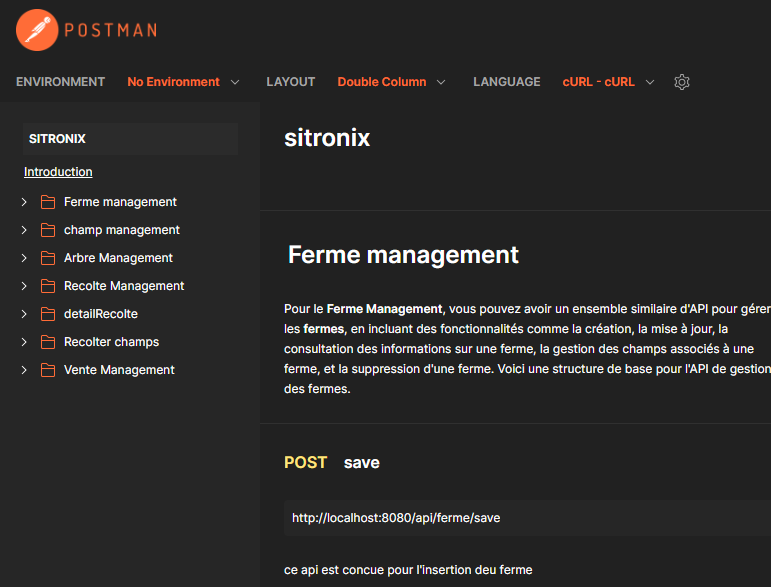 POSTMAN
ENVIRONMENT No Environment LAYOUT Double Column LANGUAGE cURL - cURL
SITRONIX
Introduction
Ferme management
champ management
Arbre Management
Recolte Management
detailRecolte
Recolter champs
Vente Management
sitronix
Ferme management
Pour le Ferme Management, vous pouvez avoir un ensemble similaire d'API pour gérer
les fermes, en incluant des fonctionnalités comme la création, la mise à jour, la
consultation des informations sur une ferme, la gestion des champs associés à une
ferme, et la suppression d'une ferme. Voici une structure de base pour l'API de gestion
des fermes.
POST save
http://localhost:8080/api/ferme/save
ce api est concue pour l'insertion deu ferme